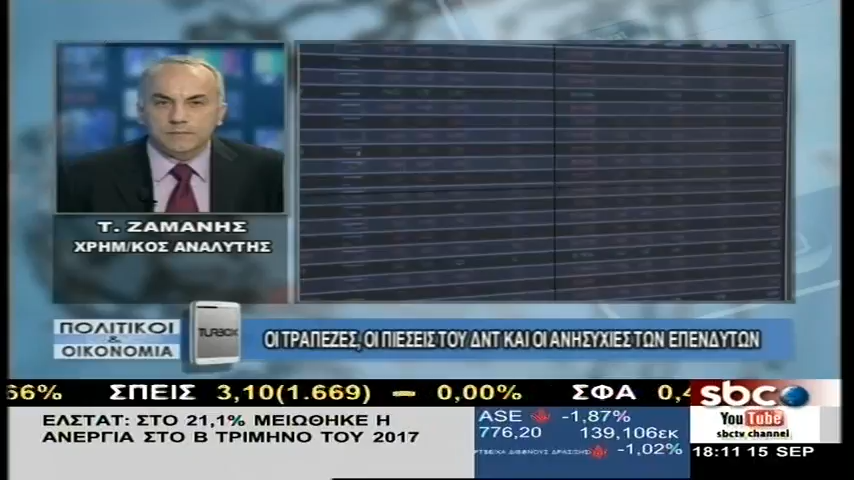 Τ. ΖΑΜΑΝΗΣ
ΧΡΗΜ/ΚΟΣ ΑΝΑΛΥΤΗΣ
ΠΟΛΙΤΙΚΟΙ
&
ΟΙΚΟΝΟΜΙΑ
TURBOX
ΟΙ ΤΡΑΠΕΖΕΣ, ΟΙ ΠΙΕΣΕΙΣ ΤΟΥ ΔΝΤ ΚΑΙ ΟΙ ΑΝΗΣΥΧΙΕΣ ΤΩΝ ΕΠΕΝΔΥΤΩΝ
66% ΣΠΕΙΣ 3,10(1.669) 0,00% ΣΦΑ 0,4
sbc
ΕΛΣΤΑΤ: ΣΤΟ 21,1% ΜΕΙΩΘΗΚΕ Η
ΑΝΕΡΓΙΑ ΣΤΟ Β ΤΡΙΜΗΝΟ ΤΟΥ 2017
ASE -1,87%
776,20 139,106εκ
-1,02%
YouTube
sbctv channel
18:11 15 SEP